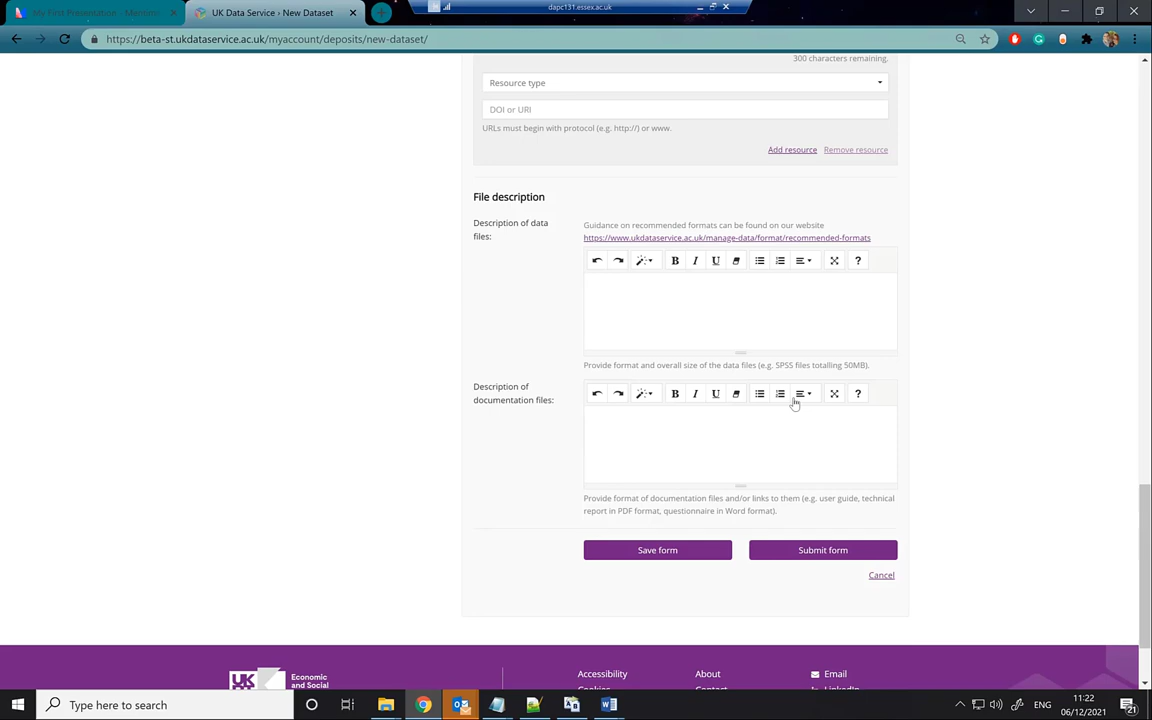 My First Presentation - Mentime
UK Data Service › New Dataset
dapc131.essex.ac.uk
https://beta-st.ukdataservice.ac.uk/myaccount/deposits/new-dataset/
300 characters remaining.
Resource type
DOI or URI
URLs must begin with protocol (e.g. http://) or www.
Add resource Remove resource
File description
Description of data
files:
Guidance on recommended formats can be found on our website
https://www.ukdataservice.ac.uk/manage-data/format/recommended-formats
B I U ?
Provide format and overall size of the data files (e.g. SPSS files totalling 50MB).
Description of
documentation files:
B I U ?
Provide format of documentation files and/or links to them (e.g. user guide, technical
report in PDF format, questionnaire in Word format).
Save form Submit form
Cancel
UK
Economic
and Social
Accessibility About Email
Type here to search
ENG
11:22
06/12/2021
21